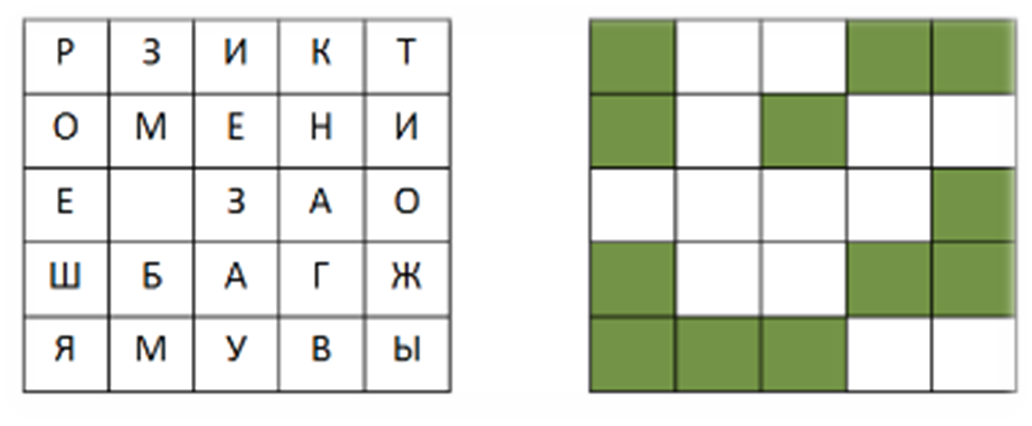 Р З И К Т
О М Е Н И
Е З А О
Ш Б А Г Ж
Я М У В Ы